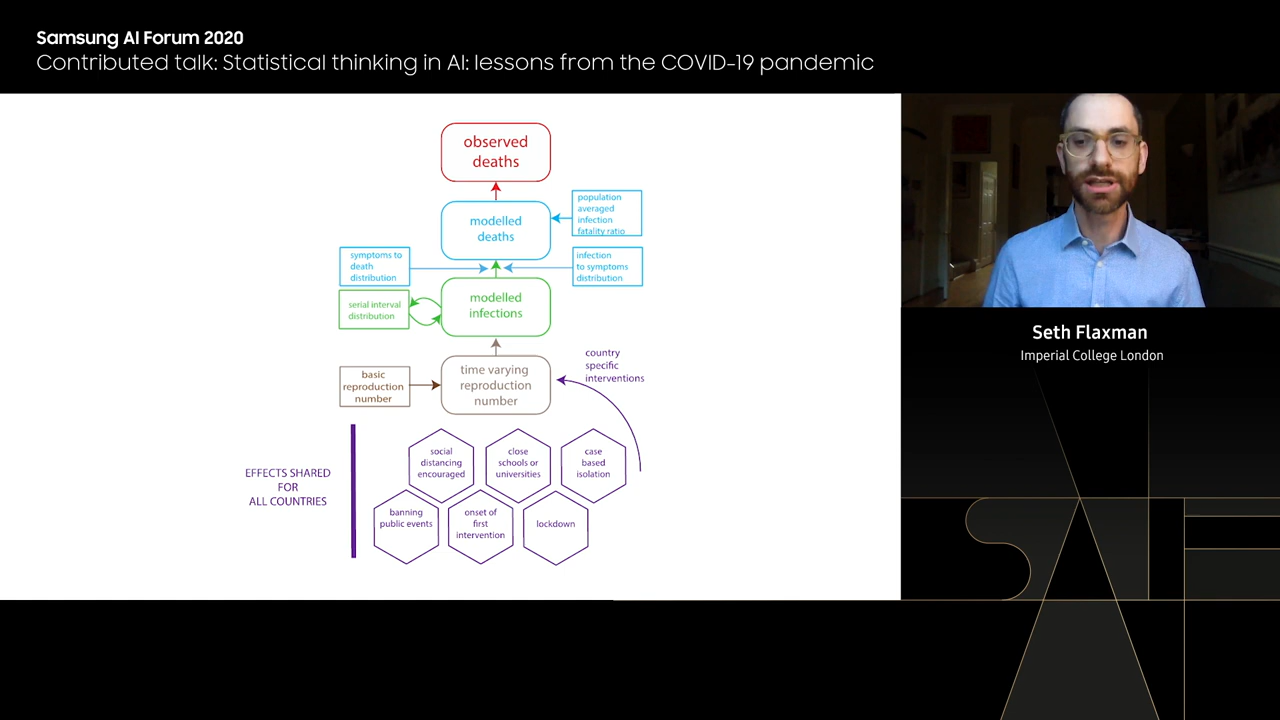 Samsung AI Forum 2020
Contributed talk: Statistical thinking in AI: lessons from the COVID-19 pandemic
observed
deaths
modelled
deaths
population
averaged
infection
fatality ratio
symptoms to
death
distribution
infection
to symptoms
distribution
serial interval
distribution
modelled
infections
country
specific
interventions
basic
reproduction
number
time varying
reproduction
number
EFFECTS SHARED
FOR
ALL COUNTRIES
social
distancing
encouraged
close
schools or
universities
case
based
isolation
banning
public events
onset of
first
intervention
lockdown
Seth Flaxman
Imperial College London